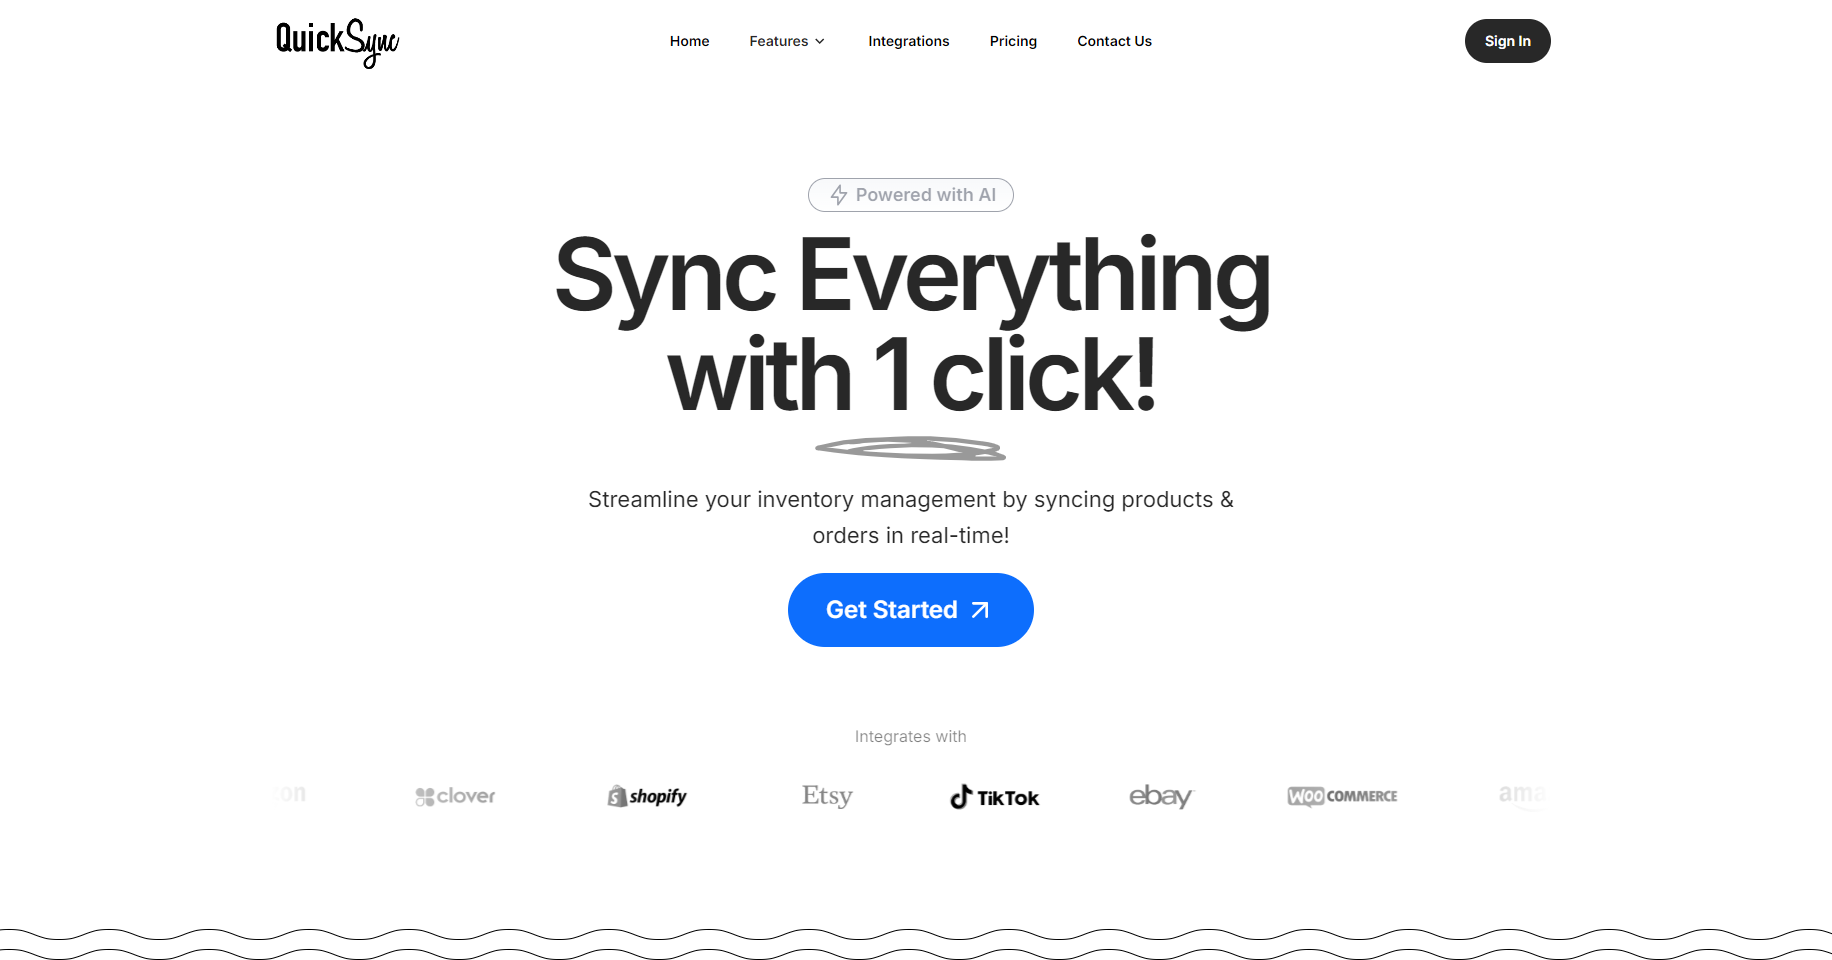 QuickSync
Home Features Integrations Pricing Contact Us Sign In
Powered with AI
Sync Everything
with 1 click!
Streamline your inventory management by syncing products &
orders in real-time!
Get Started
Integrates with
zon clover shopify Etsy TikTok ebay WOO COMMERCE ama